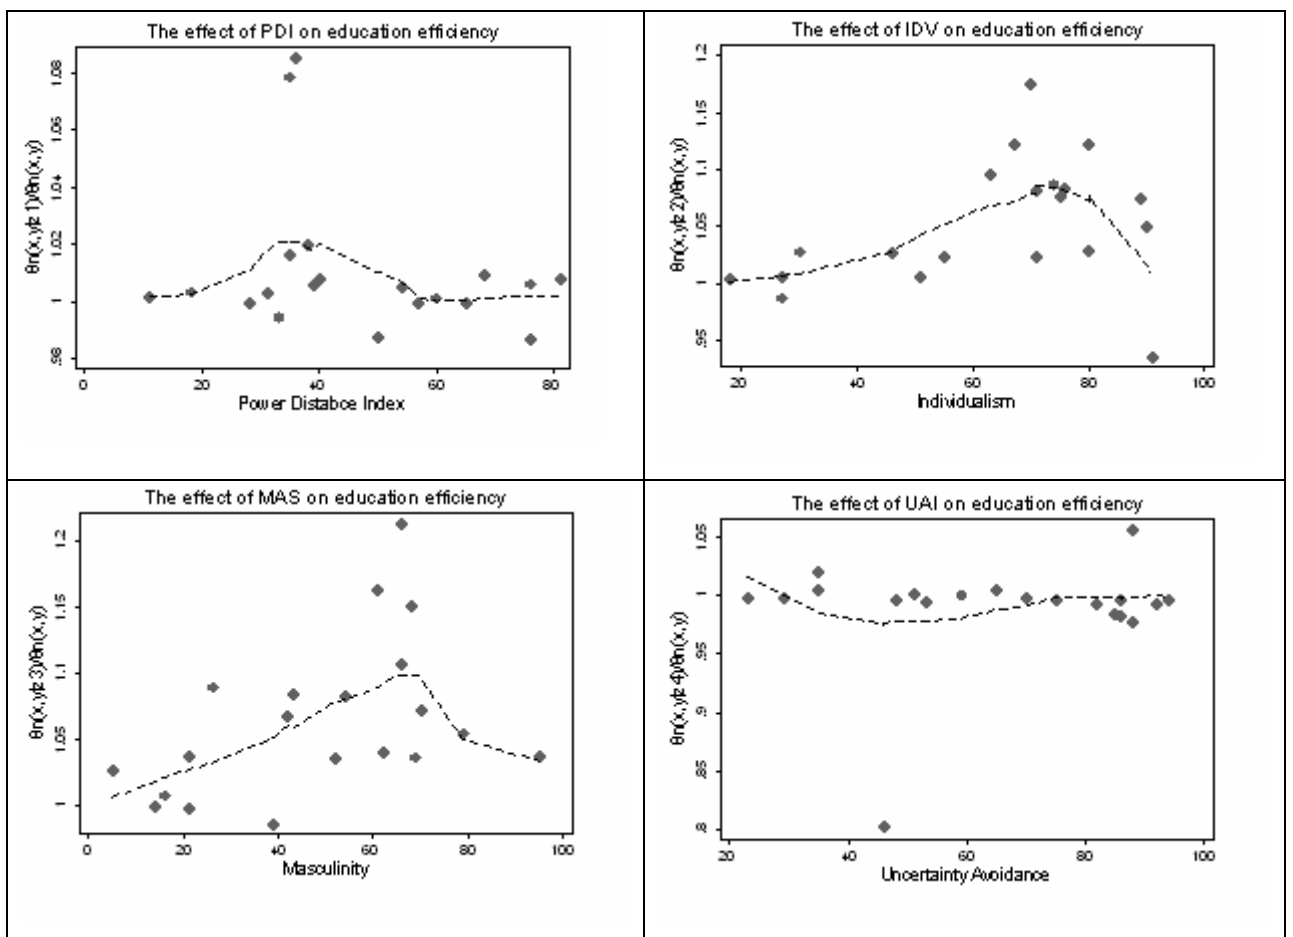 The effect of PDI on education efficiency
θn(x,y|z1)/θn(x,y)
1.08
1.06
1.04
1.02
1
.98
0 20 40 60 80
Power Distabce Index
The effect of IDV on education efficiency
θn(x,y|z2)/θn(x,y)
1.2
1.15
1.1
1.05
1
.95
20 40 60 80 100
Individualism
The effect of MAS on education efficiency
θn(x,y|z3)/θn(x,y)
1.2
1.15
1.1
1.05
1
0 20 40 60 80 100
Masculinity
The effect of UAI on education efficiency
θn(x,y|z4)/θn(x,y)
1.05
1
.95
.9
.85
.8
20 40 60 80 100
Uncertainty Avoidance